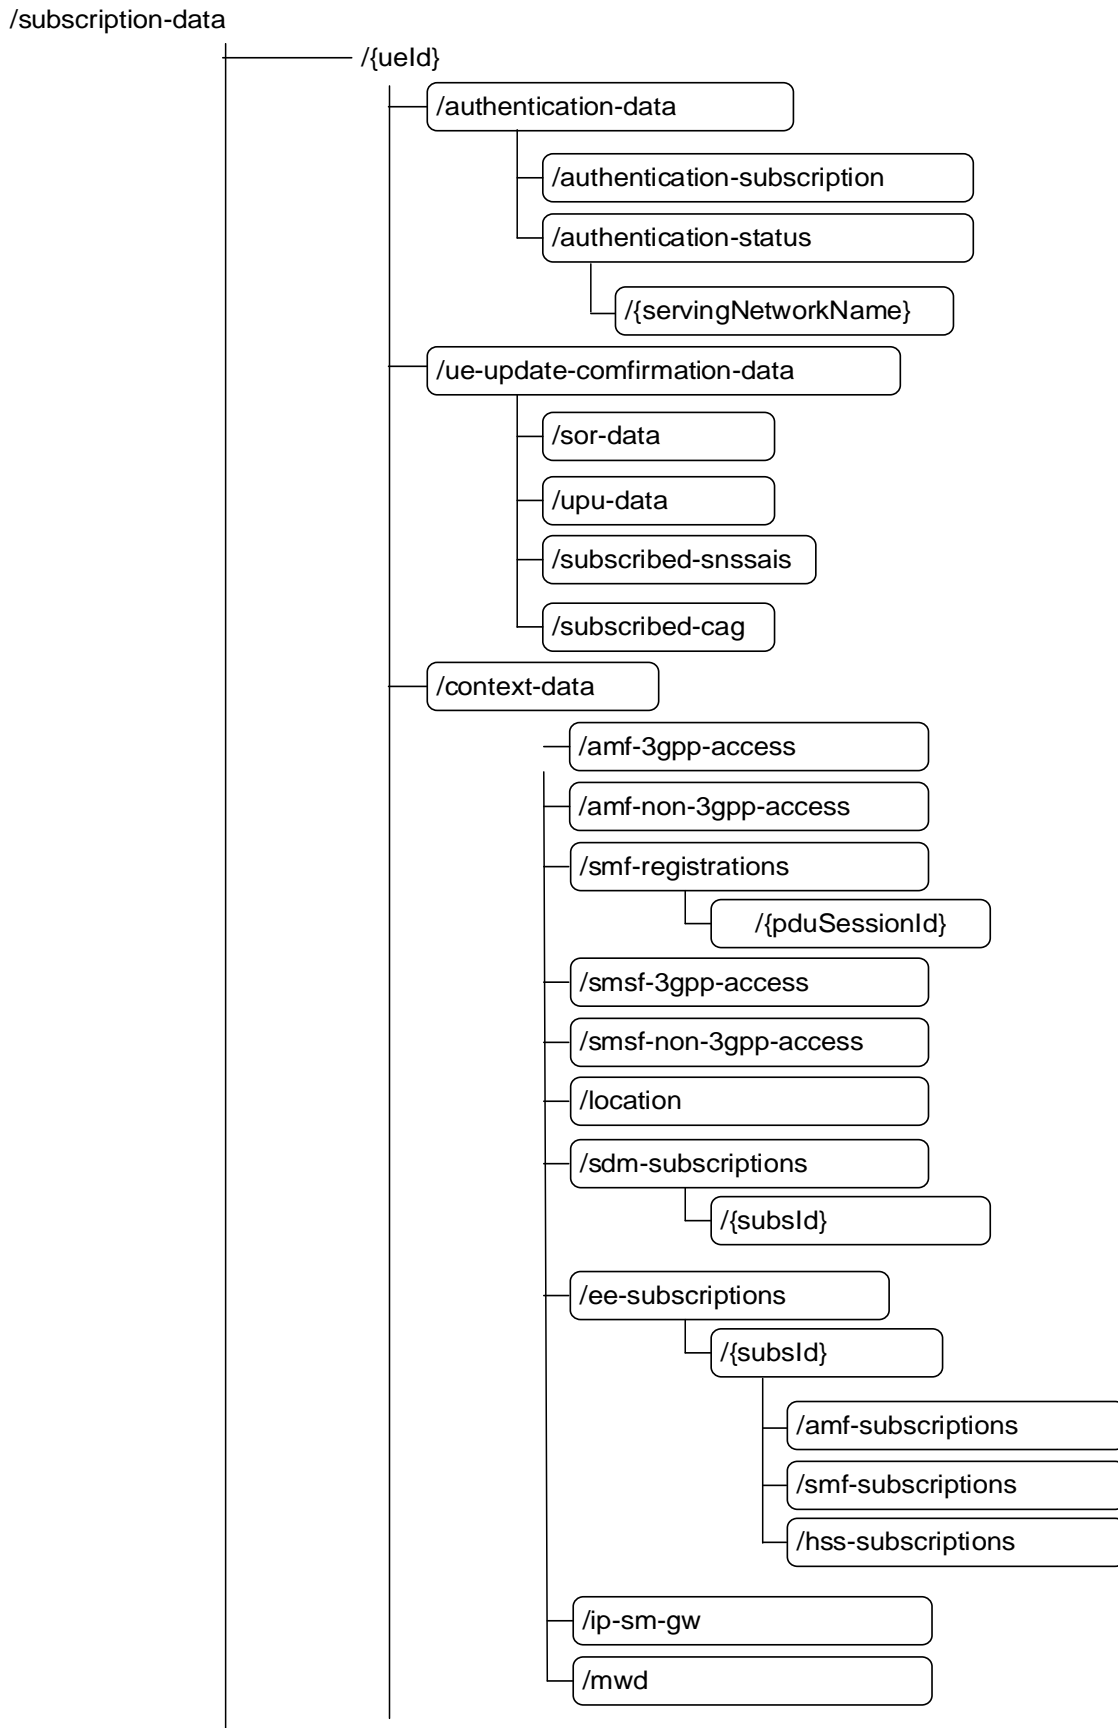 /subscription-data
/{ueId}
/authentication-data
/authentication-subscription
/authentication-status
/{servingNetworkName}
/ue-update-comfirmation-data
/sor-data
/upu-data
/subscribed-snssais
/subscribed-cag
/context-data
/amf-3gpp-access
/amf-non-3gpp-access
/smf-registrations
/{pduSessionId}
/smsf-3gpp-access
/smsf-non-3gpp-access
/location
/sdm-subscriptions
/{subsId}
/ee-subscriptions
/{subsId}
/amf-subscriptions
/smf-subscriptions
/hss-subscriptions
/ip-sm-gw
/mwd